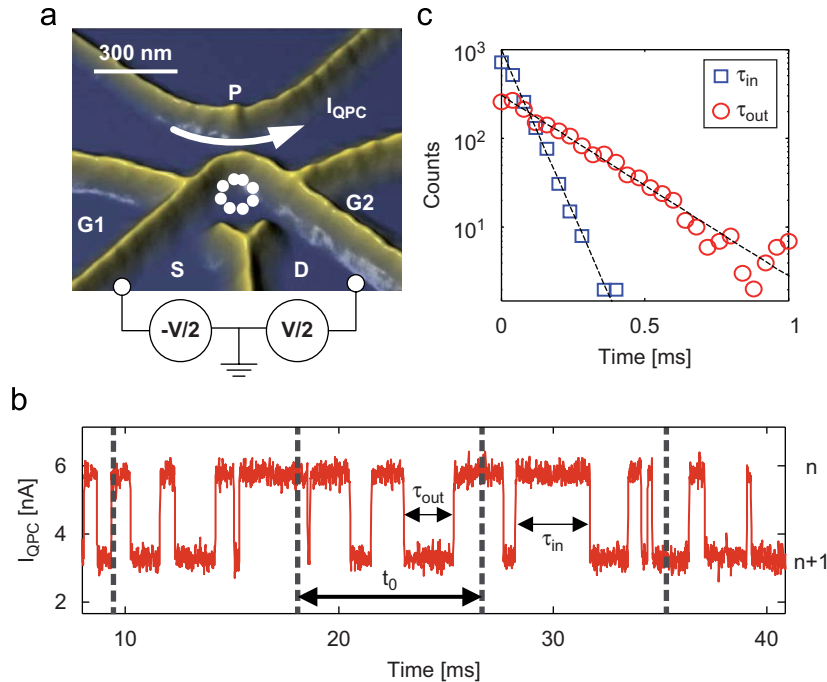 a
300 nm
P
I_QPC
G1
G2
S
D
-V/2
V/2
c
10³
10²
10¹
Counts
τ_in
τ_out
0
0.5
1
Time [ms]
b
6
4
2
I_QPC [nA]
τ_out
τ_in
t₀
n
n+1
10
20
30
40
Time [ms]